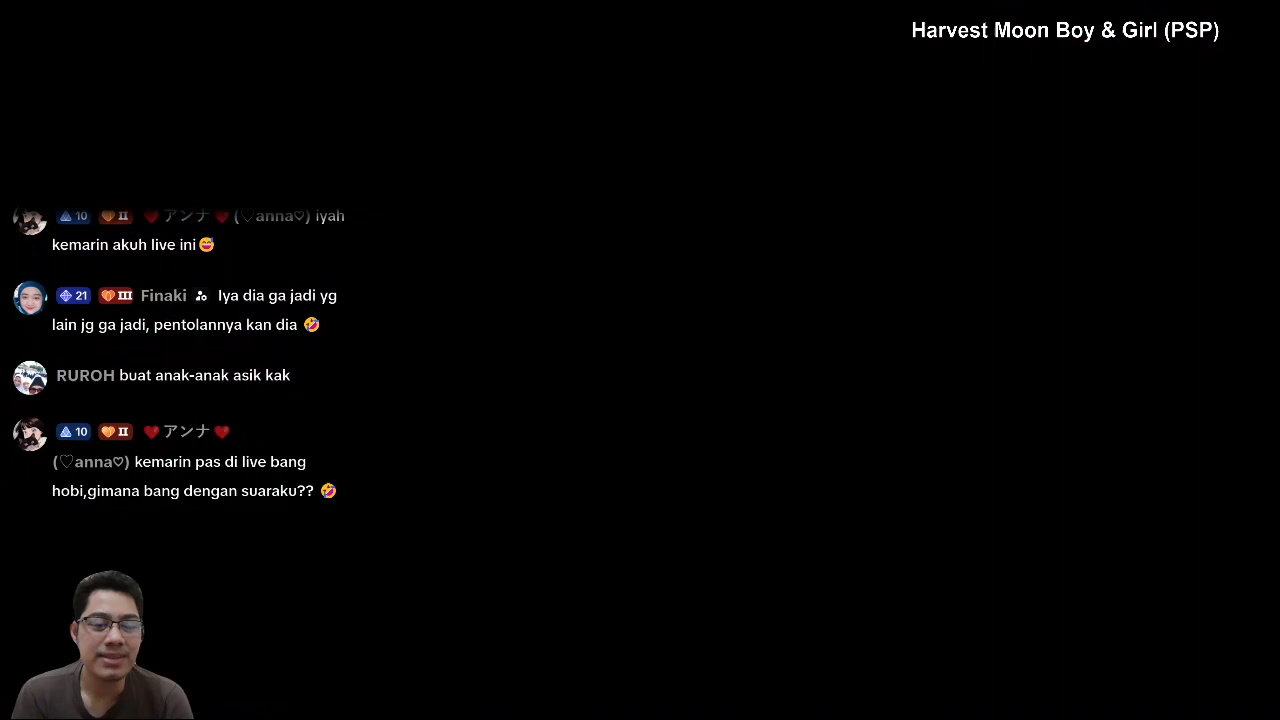 Harvest Moon Boy & Girl (PSP)
10 II ❤️アンナ❤️(♡anna♡) iyah
kemarin akuh live ini😅
21 III Finaki Iya dia ga jadi yg
lain jg ga jadi, pentolannya kan dia 🤣
RUROH buat anak-anak asik kak
10 II ❤️アンナ❤️
(♡anna♡) kemarin pas di live bang
hobi,gimana bang dengan suaraku?? 🤣